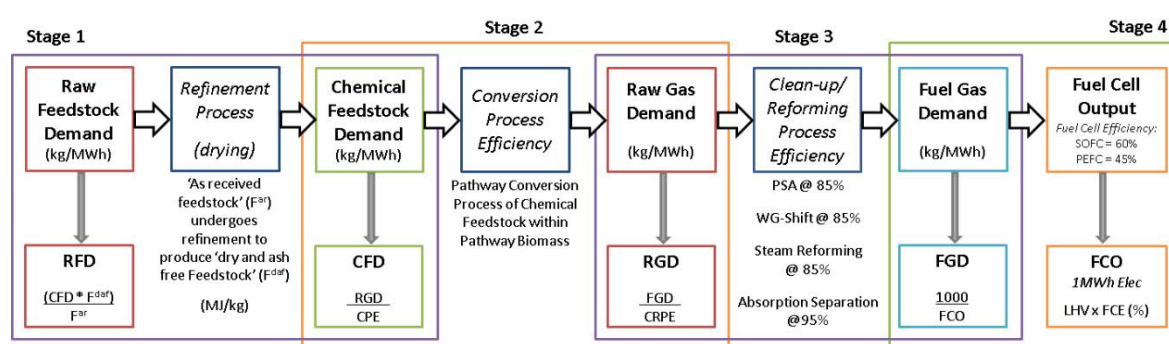 Stage 1
Stage 2
Stage 3
Stage 4
Raw
Feedstock
Demand
(kg/MWh)
Refinement
Process
(drying)
Chemical
Feedstock
Demand
(kg/MWh)
Conversion
Process
Efficiency
Raw Gas
Demand
(kg/MWh)
Clean-up/
Reforming
Process
Efficiency
Fuel Gas
Demand
(kg/MWh)
Fuel Cell
Output
Fuel Cell Efficiency:
SOFC = 60%
PEFC = 45%
'As received
feedstock' (Fᵃʳ)
undergoes
refinement to
produce 'dry and ash
free Feedstock' (Fᵈᵃᶠ)
(MJ/kg)
Pathway Conversion
Process of Chemical
Feedstock within
Pathway Biomass
PSA @ 85%
WG-Shift @ 85%
Steam Reforming
@ 85%
Absorption Separation
@95%
RFD
(CFD * Fᵈᵃᶠ)
Fᵃʳ
CFD
RGD
CPE
RGD
FGD
CRPE
FGD
1000
FCO
FCO
1MWh Elec
LHV x FCE (%)